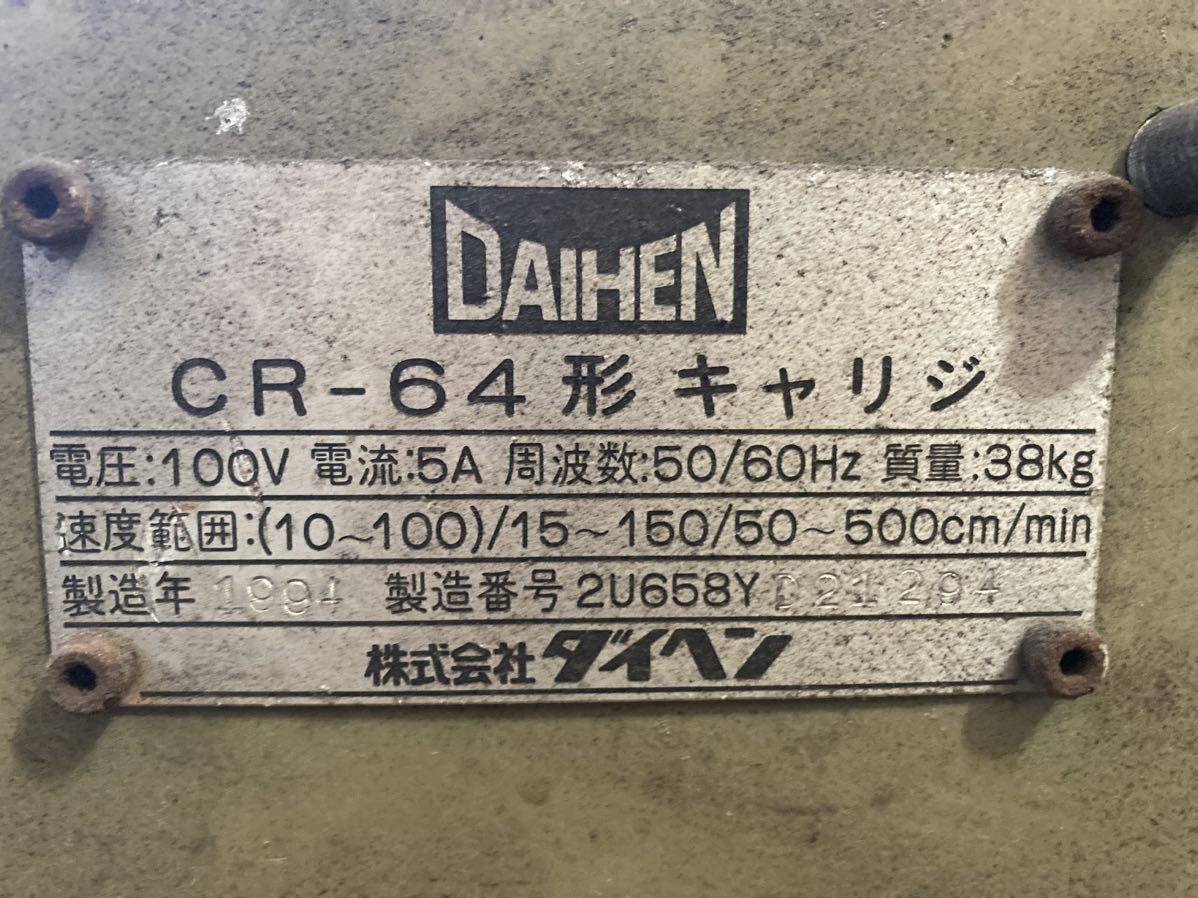 DAIHEN
CR-64形キャリジ
電圧:100V 電流:5A 周波数:50/60Hz 質量:38kg
速度範囲:(10~100)/15~150/50~500cm/min
製造年 1994 製造番号 2U658Y D21294
株式会社ダイヘン